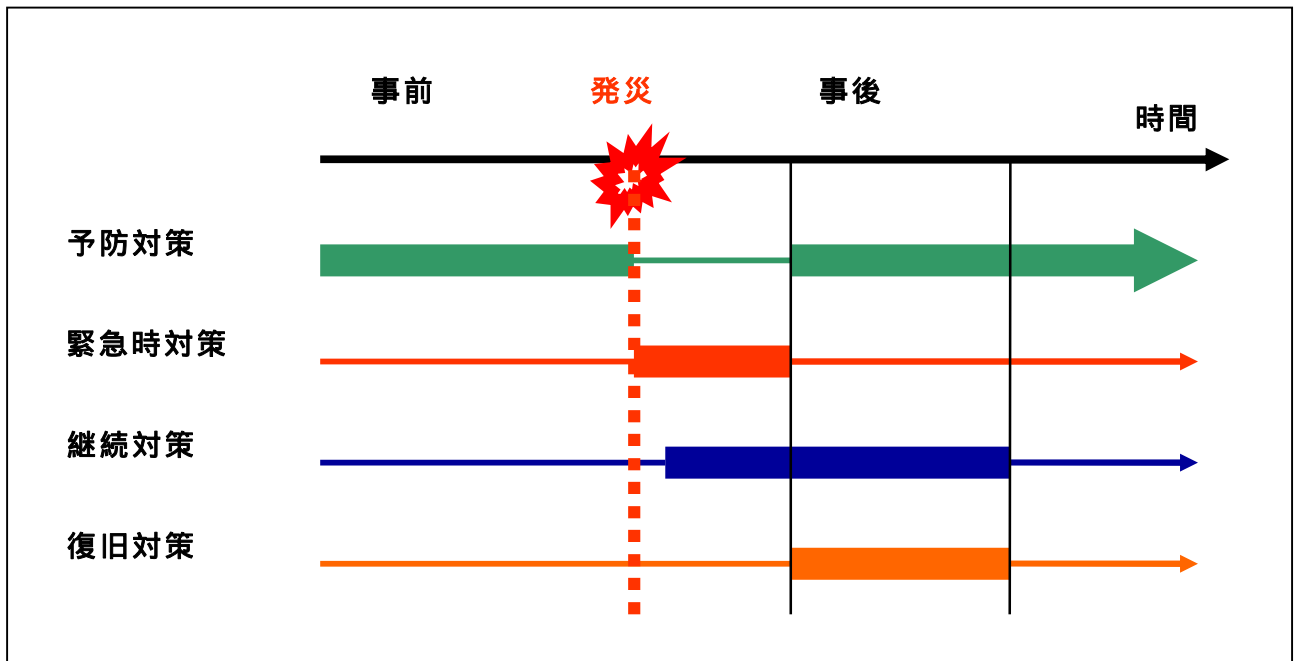 事前
発災
事後
時間
予防対策
緊急時対策
継続対策
復旧対策